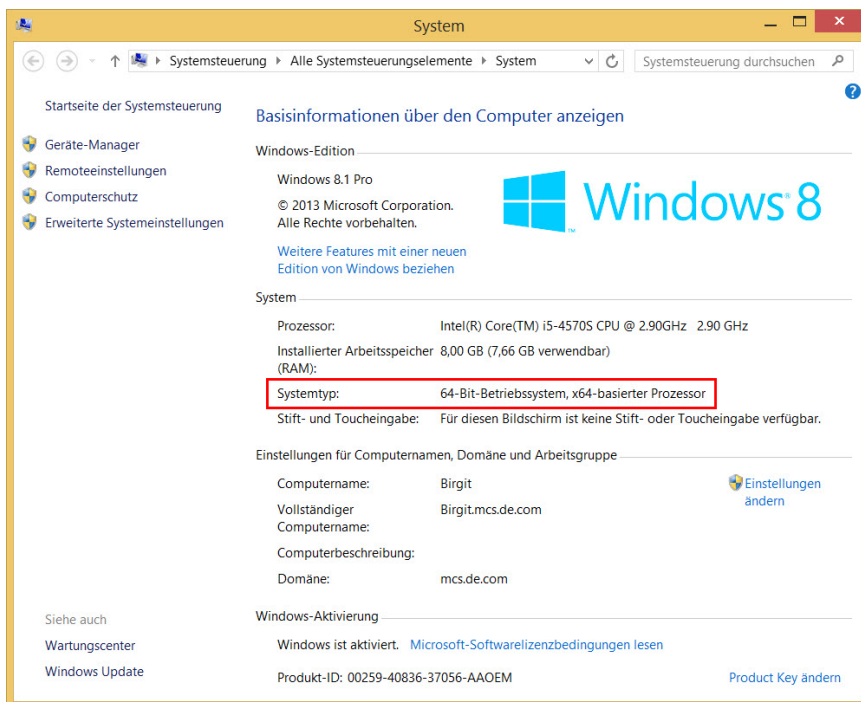 System
Systemsteuerung Alle Systemsteuerungselemente System
Systemsteuerung durchsuchen
Startseite der Systemsteuerung
Geräte-Manager
Remoteeinstellungen
Computerschutz
Erweiterte Systemeinstellungen
Siehe auch
Wartungscenter
Windows Update
?
Basisinformationen über den Computer anzeigen
Windows-Edition
Windows 8.1 Pro
© 2013 Microsoft Corporation.
Alle Rechte vorbehalten.
Weitere Features mit einer neuen
Edition von Windows beziehen
Windows® 8
System
Prozessor: Intel(R) Core(TM) i5-4570S CPU @ 2.90GHz 2.90 GHz
Installierter Arbeitsspeicher 8,00 GB (7,66 GB verwendbar)
(RAM):
Systemtyp: 64-Bit-Betriebssystem, x64-basierter Prozessor
Stift- und Toucheingabe: Für diesen Bildschirm ist keine Stift- oder Toucheingabe verfügbar.
Einstellungen für Computernamen, Domäne und Arbeitsgruppe
Computername: Birgit
Einstellungen
ändern
Vollständiger Birgit.mcs.de.com
Computername:
Computerbeschreibung:
Domäne: mcs.de.com
Windows-Aktivierung
Windows ist aktiviert. Microsoft-Softwarelizenzbedingungen lesen
Produkt-ID: 00259-40836-37056-AAOEM Product Key ändern